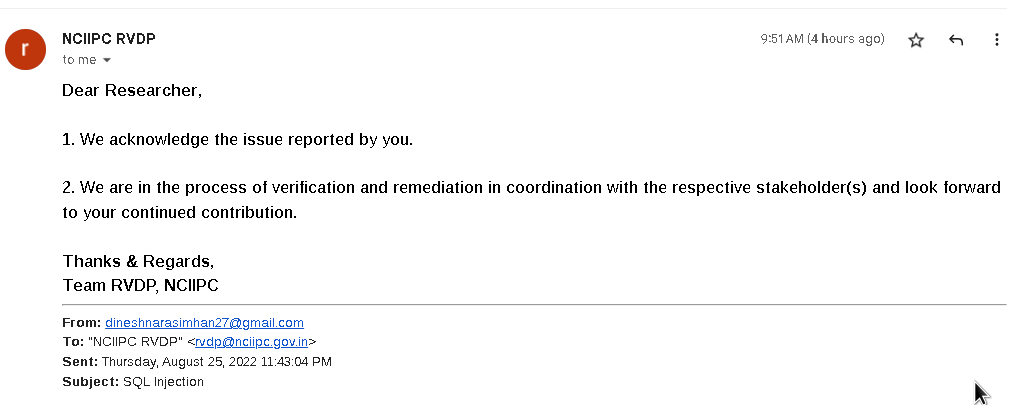 r
NCIIPC RVDP
9:51 AM (4 hours ago)
to me
Dear Researcher,
1. We acknowledge the issue reported by you.
2. We are in the process of verification and remediation in coordination with the respective stakeholder(s) and look forward
to your continued contribution.
Thanks & Regards,
Team RVDP, NCIIPC
From: dineshnarasimhan27@gmail.com
To: "NCIIPC RVDP" <rvdp@nciipc.gov.in>
Sent: Thursday, August 25, 2022 11:43:04 PM
Subject: SQL Injection